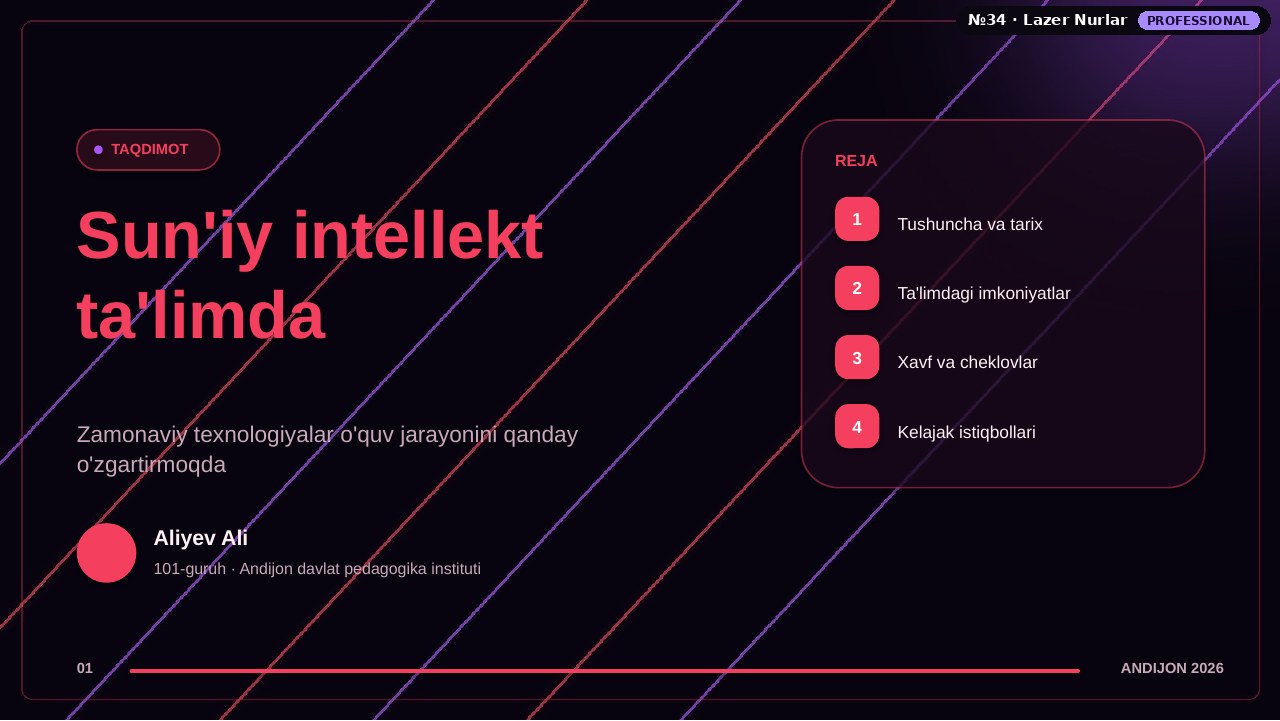 №34 · Lazer Nurlar PROFESSIONAL
TAQDIMOT
Sun'iy intellekt
ta'limda
Zamonaviy texnologiyalar o'quv jarayonini qanday
o'zgartirmoqda
Aliyev Ali
101-guruh · Andijon davlat pedagogika instituti
REJA
1 Tushuncha va tarix
2 Ta'limdagi imkoniyatlar
3 Xavf va cheklovlar
4 Kelajak istiqbollari
01
ANDIJON 2026